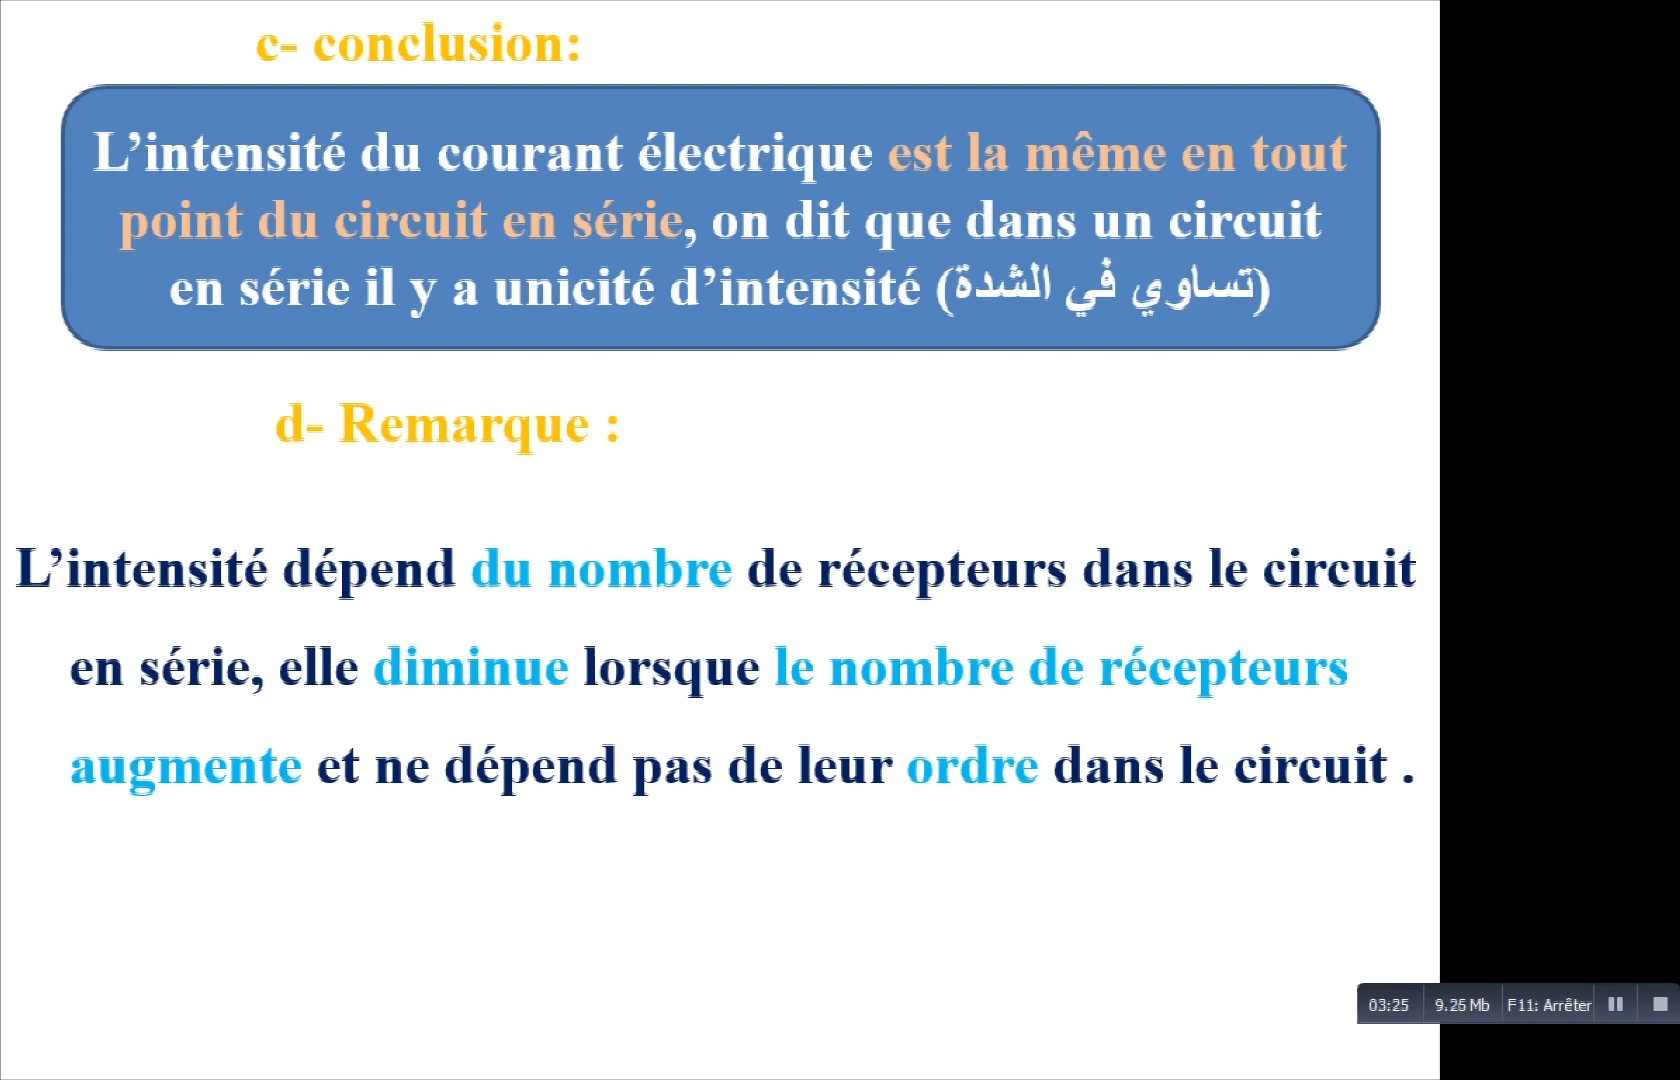 c- conclusion:
L’intensité du courant électrique est la même en tout
point du circuit en série, on dit que dans un circuit
en série il y a unicité d’intensité (تساوي في الشدة)
d- Remarque :
L’intensité dépend du nombre de récepteurs dans le circuit
en série, elle diminue lorsque le nombre de récepteurs
augmente et ne dépend pas de leur ordre dans le circuit .
03:25 9.25 Mb F11: Arrêter